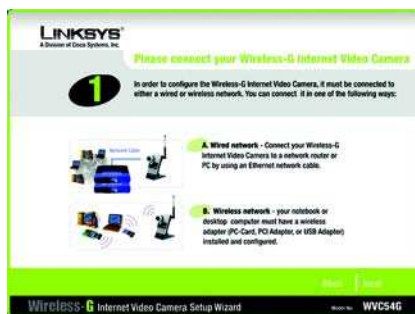 LINKSYS
A Division of Cisco Systems, Inc.
Please connect your Wireless-G Internet Video Camera
1
In order to configure the Wireless-G Internet Video Camera, it must be connected to
either a wired or wireless network. You can connect it in one of the following ways:
Network Cable
A. Wired network - Connect your Wireless-G
Internet Video Camera to a network router or
PC by using an Ethernet network cable.
B. Wireless network - your notebook or
desktop computer must have a wireless
adapter (PC-Card, PCI Adapter, or USB Adapter)
installed and configured.
Wireless-G Internet Video Camera Setup Wizard
Model No. WVC54G